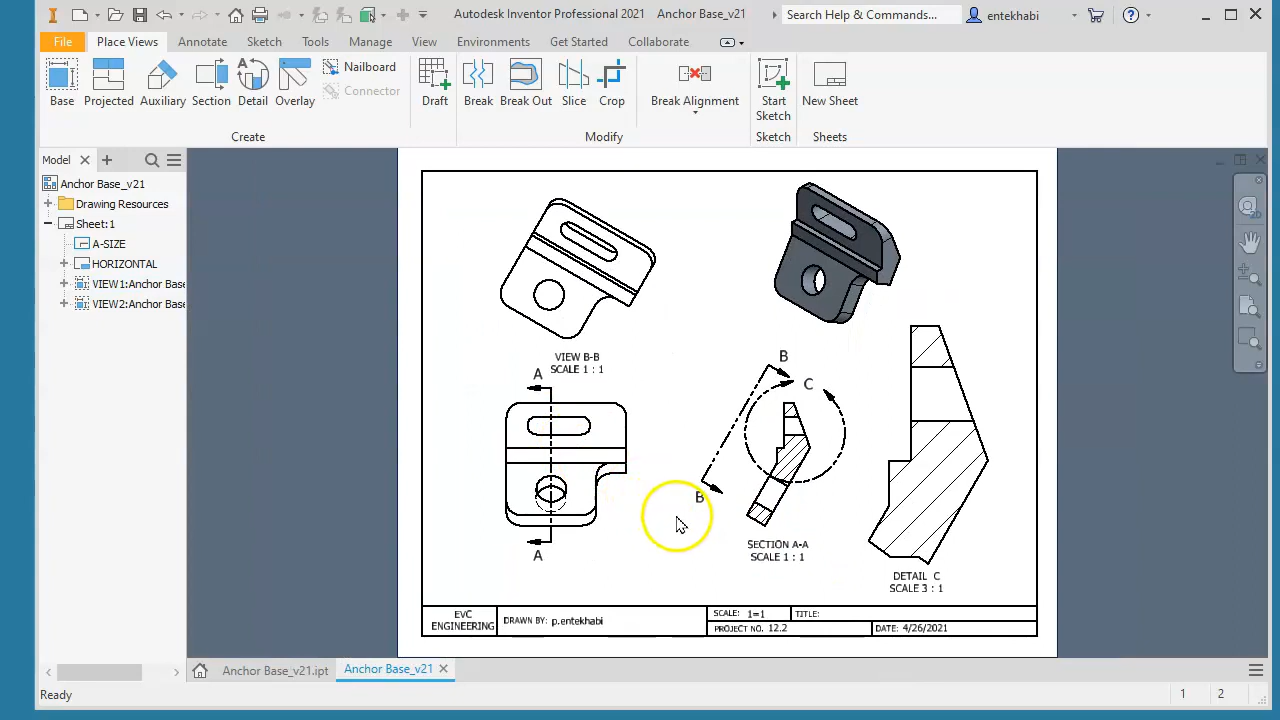 Autodesk Inventor Professional 2021 Anchor Base_v21
Search Help & Commands...
entekhabi
File
Place Views
Annotate
Sketch
Tools
Manage
View
Environments
Get Started
Collaborate
Base
Projected
Auxiliary
Section
Detail
Overlay
Nailboard
Connector
Draft
Break
Break Out
Slice
Crop
Break Alignment
Start
Sketch
New Sheet
Create
Modify
Sketch
Sheets
Model
Anchor Base_v21
Drawing Resources
Sheet:1
A-SIZE
HORIZONTAL
VIEW1:Anchor Base
VIEW2:Anchor Base
VIEW B-B
SCALE 1 : 1
A
A
B
B
C
SECTION A-A
SCALE 1 : 1
DETAIL C
SCALE 3 : 1
EVC
ENGINEERING
DRAWN BY: p.entekhabi
SCALE: 1=1
TITLE:
PROJECT NO. 12.2
DATE: 4/26/2021
Anchor Base_v21.ipt
Anchor Base_v21
Ready
1
2